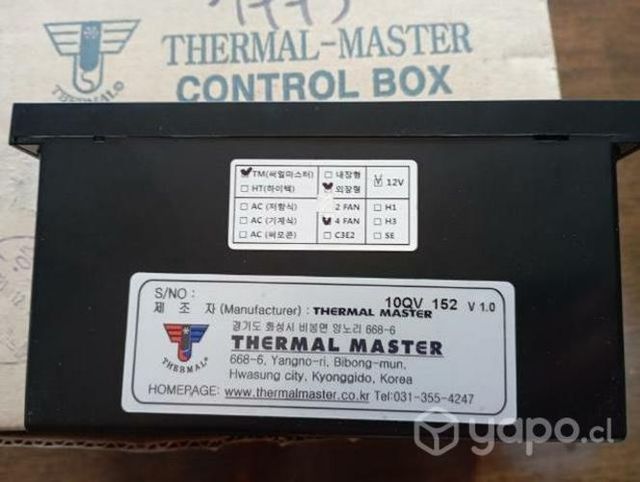 1773
THERMAL-MASTER
CONTROL BOX
THERMAL®
TM(써멀마스터) 내장형 12V
HT(하이백) 외장형
AC (저항식) 2 FAN H1
AC (기계식) 4 FAN H3
AC (써모콘) C3E2 SE
S/NO : 10QV 152 V 1.0
제 조 자 (Manufacturer) : THERMAL MASTER
경기도 화성시 비봉면 양노리 668-6
THERMAL MASTER
668-6, Yangno-ri, Bibong-mun,
Hwasung city, Kyonggido, Korea
THERMAL®
HOMEPAGE: www.thermalmaster.co.kr Tel:031-355-4247
yapo.cl